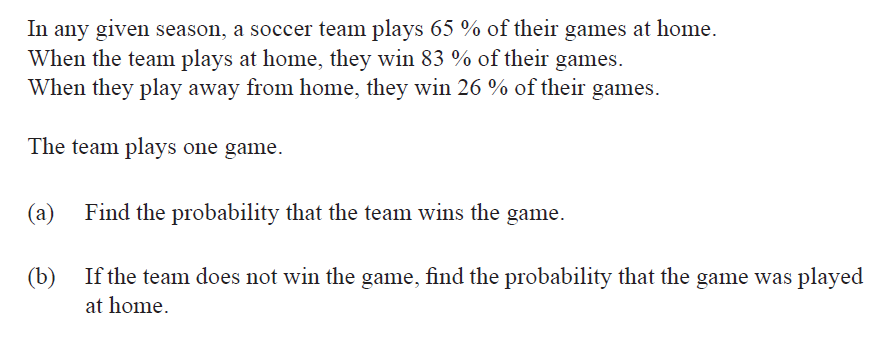 In any given season, a soccer team plays 65 % of their games at home.
When the team plays at home, they win 83 % of their games.
When they play away from home, they win 26 % of their games.
The team plays one game.
(a) Find the probability that the team wins the game.
(b) If the team does not win the game, find the probability that the game was played
at home.